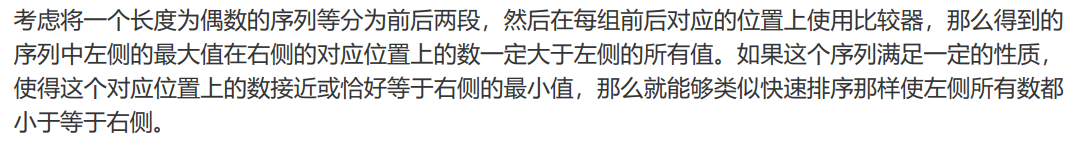 考虑将一个长度为偶数的序列等分为前后两段，然后在每组前后对应的位置上使用比较器，那么得到的
序列中左侧的最大值在右侧的对应位置上的数一定大于左侧的所有值。如果这个序列满足一定的性质，
使得这个对应位置上的数接近或恰好等于右侧的最小值，那么就能够类似快速排序那样使左侧所有数都
小于等于右侧。